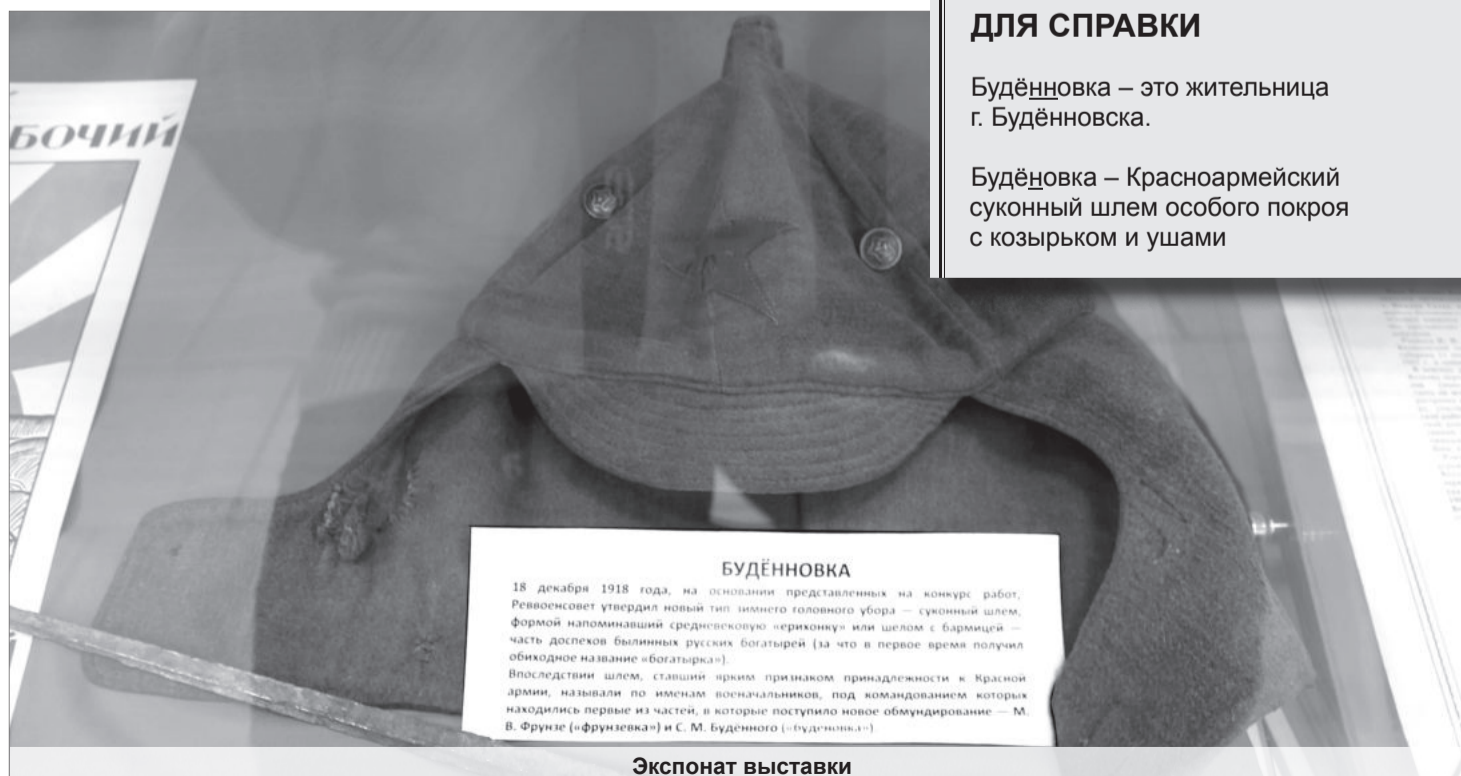 ДЛЯ СПРАВКИ
Будённовка – это жительница
г. Будённовска.
Будёновка – Красноармейский
суконный шлем особого покроя
с козырьком и ушами
БОЧИЙ
БУДЁННОВКА
18 декабря 1918 года, на основании представленных на конкурс работ,
Реввоенсовет утвердил новый тип зимнего головного убора — суконный шлем,
формой напоминавший средневековую «ерихонку» или шелом с бармицей —
часть доспехов былинных русских богатырей (за что в первое время получил
обиходное название «богатырка»).
Впоследствии шлем, ставший ярким признаком принадлежности к Красной
армии, называли по именам военачальников, под командованием которых
находились первые из частей, в которые поступило новое обмундирование — М.
В. Фрунзе («фрунзевка») и С. М. Будённого («будёновка»)
Экспонат выставки